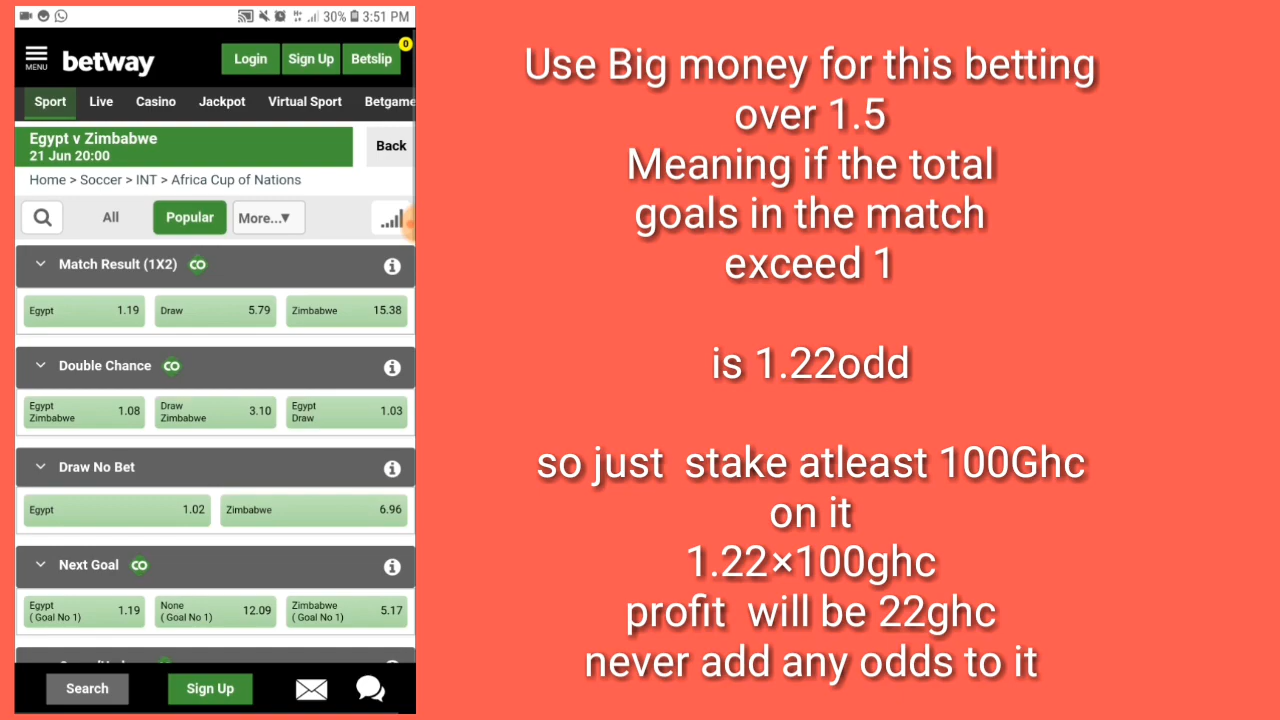 30% 3:51 PM
MENU
betway
Login
Sign Up
Betslip
0
Sport Live Casino Jackpot Virtual Sport Betgame
Egypt v Zimbabwe
21 Jun 20:00
Back
Home > Soccer > INT > Africa Cup of Nations
All
Popular
More...▼
Match Result (1X2) CO
Egypt 1.19
Draw 5.79
Zimbabwe 15.38
Double Chance CO
Egypt
Zimbabwe
1.08
Draw
Zimbabwe
3.10
Egypt
Draw
1.03
Draw No Bet
Egypt 1.02
Zimbabwe 6.96
Next Goal CO
Egypt
( Goal No 1)
1.19
None
( Goal No 1)
12.09
Zimbabwe
( Goal No 1)
5.17
Search
Sign Up
Use Big money for this betting
over 1.5
Meaning if the total
goals in the match
exceed 1
is 1.22odd
so just stake atleast 100Ghc
on it
1.22×100ghc
profit will be 22ghc
never add any odds to it